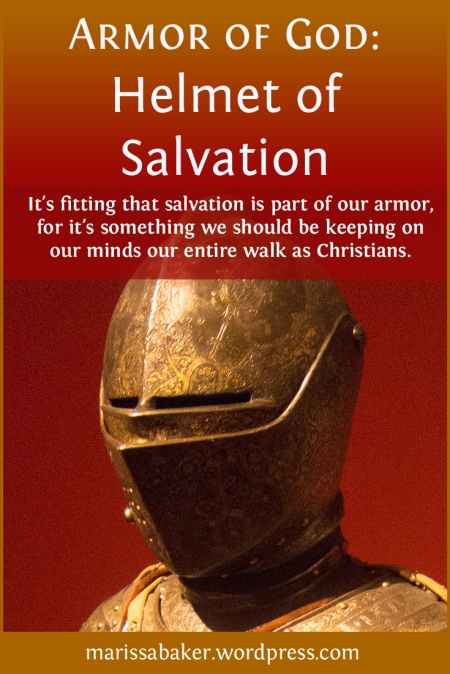 Armor of God:
Helmet of
Salvation
It's fitting that salvation is part of our armor,
for it's something we should be keeping on
our minds our entire walk as Christians.
marissabaker.wordpress.com